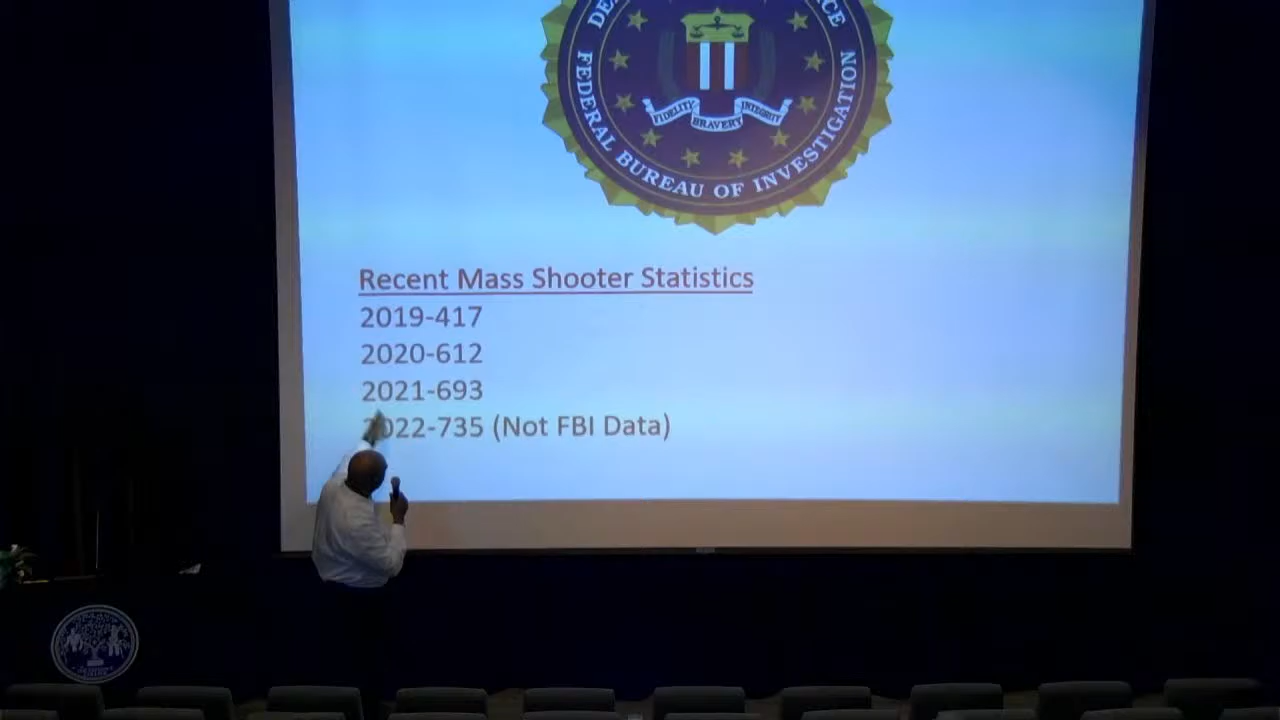 FEDERAL BUREAU OF INVESTIGATION
FIDELITY
BRAVERY
INTEGRITY
Recent Mass Shooter Statistics
2019-417
2020-612
2021-693
2022-735 (Not FBI Data)